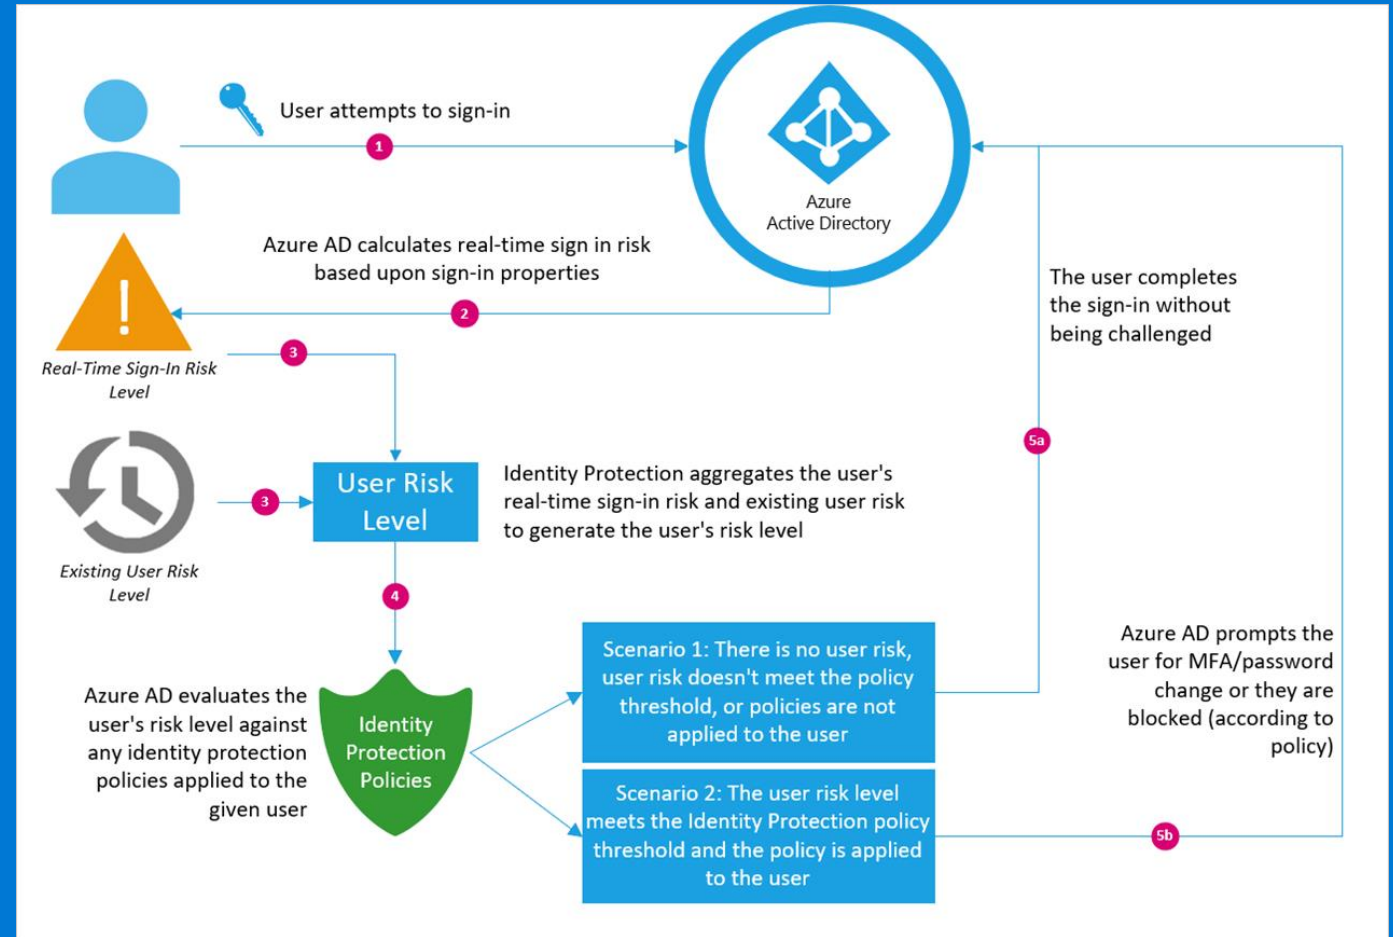 User attempts to sign-in
1
Azure
Active Directory
Azure AD calculates real-time sign in risk
based upon sign-in properties
2
The user completes
the sign-in without
being challenged
!
3
Real-Time Sign-In Risk
Level
5a
3
User Risk
Level
Identity Protection aggregates the user's
real-time sign-in risk and existing user risk
to generate the user's risk level
Existing User Risk
Level
4
Azure AD evaluates the
user's risk level against
any identity protection
policies applied to the
given user
Identity
Protection
Policies
Scenario 1: There is no user risk,
user risk doesn't meet the policy
threshold, or policies are not
applied to the user
Azure AD prompts the
user for MFA/password
change or they are
blocked (according to
policy)
Scenario 2: The user risk level
meets the Identity Protection policy
threshold and the policy is applied
to the user
5b